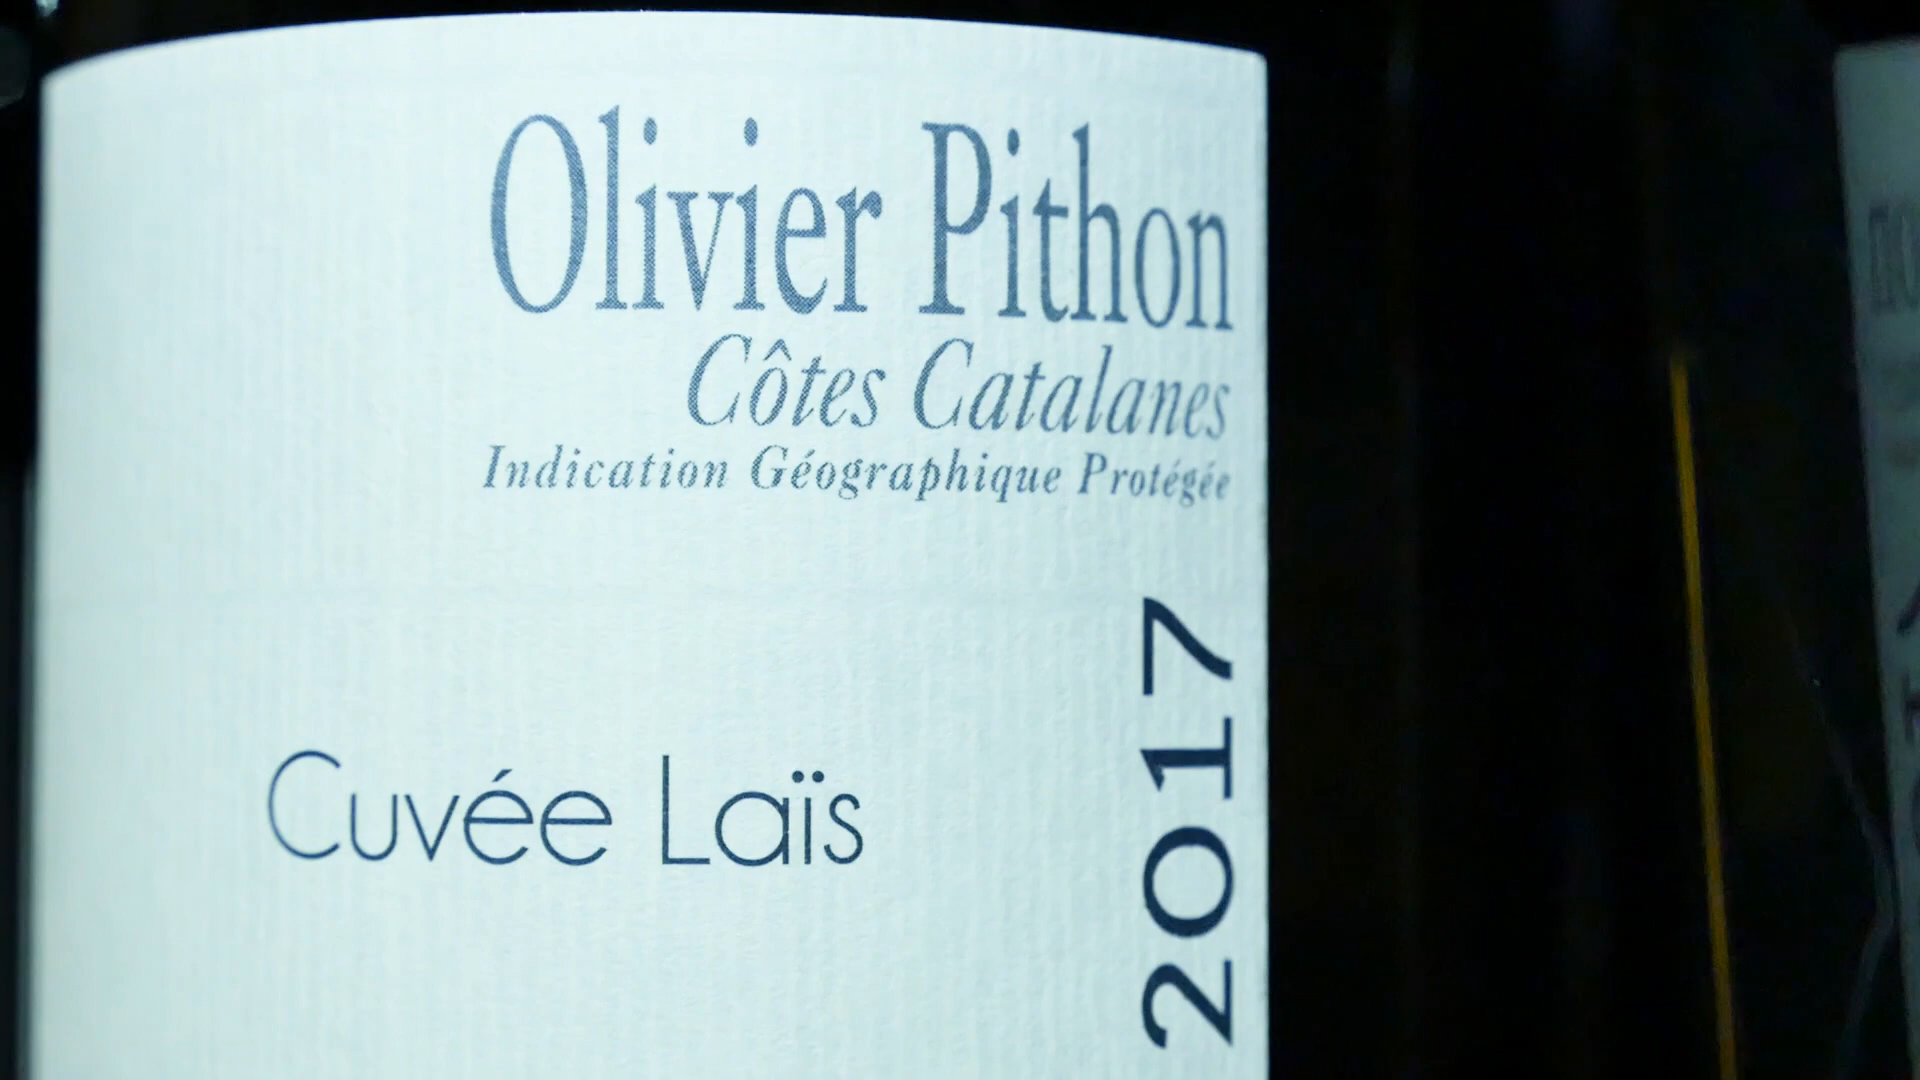 Olivier Pithon
Côtes Catalanes
Indication Géographique Protégée
Cuvée Laïs
2017